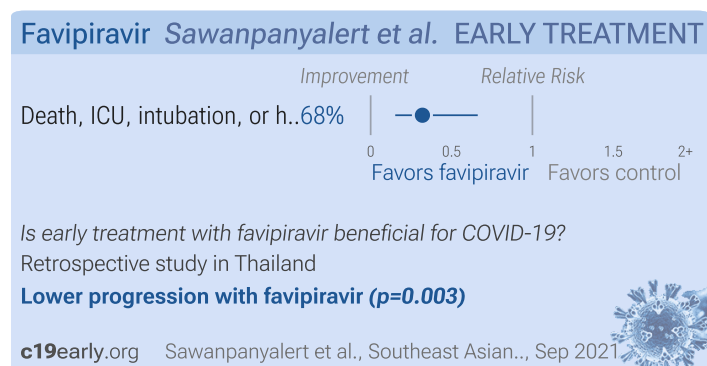 Favipiravir Sawanpanyalert et al. EARLY TREATMENT
Improvement Relative Risk
Death, ICU, intubation, or h..68%
0 0.5 1 1.5 2+
Favors favipiravir Favors control
Is early treatment with favipiravir beneficial for COVID-19?
Retrospective study in Thailand
Lower progression with favipiravir (p=0.003)
c19early.org Sawanpanyalert et al., Southeast Asian.., Sep 2021